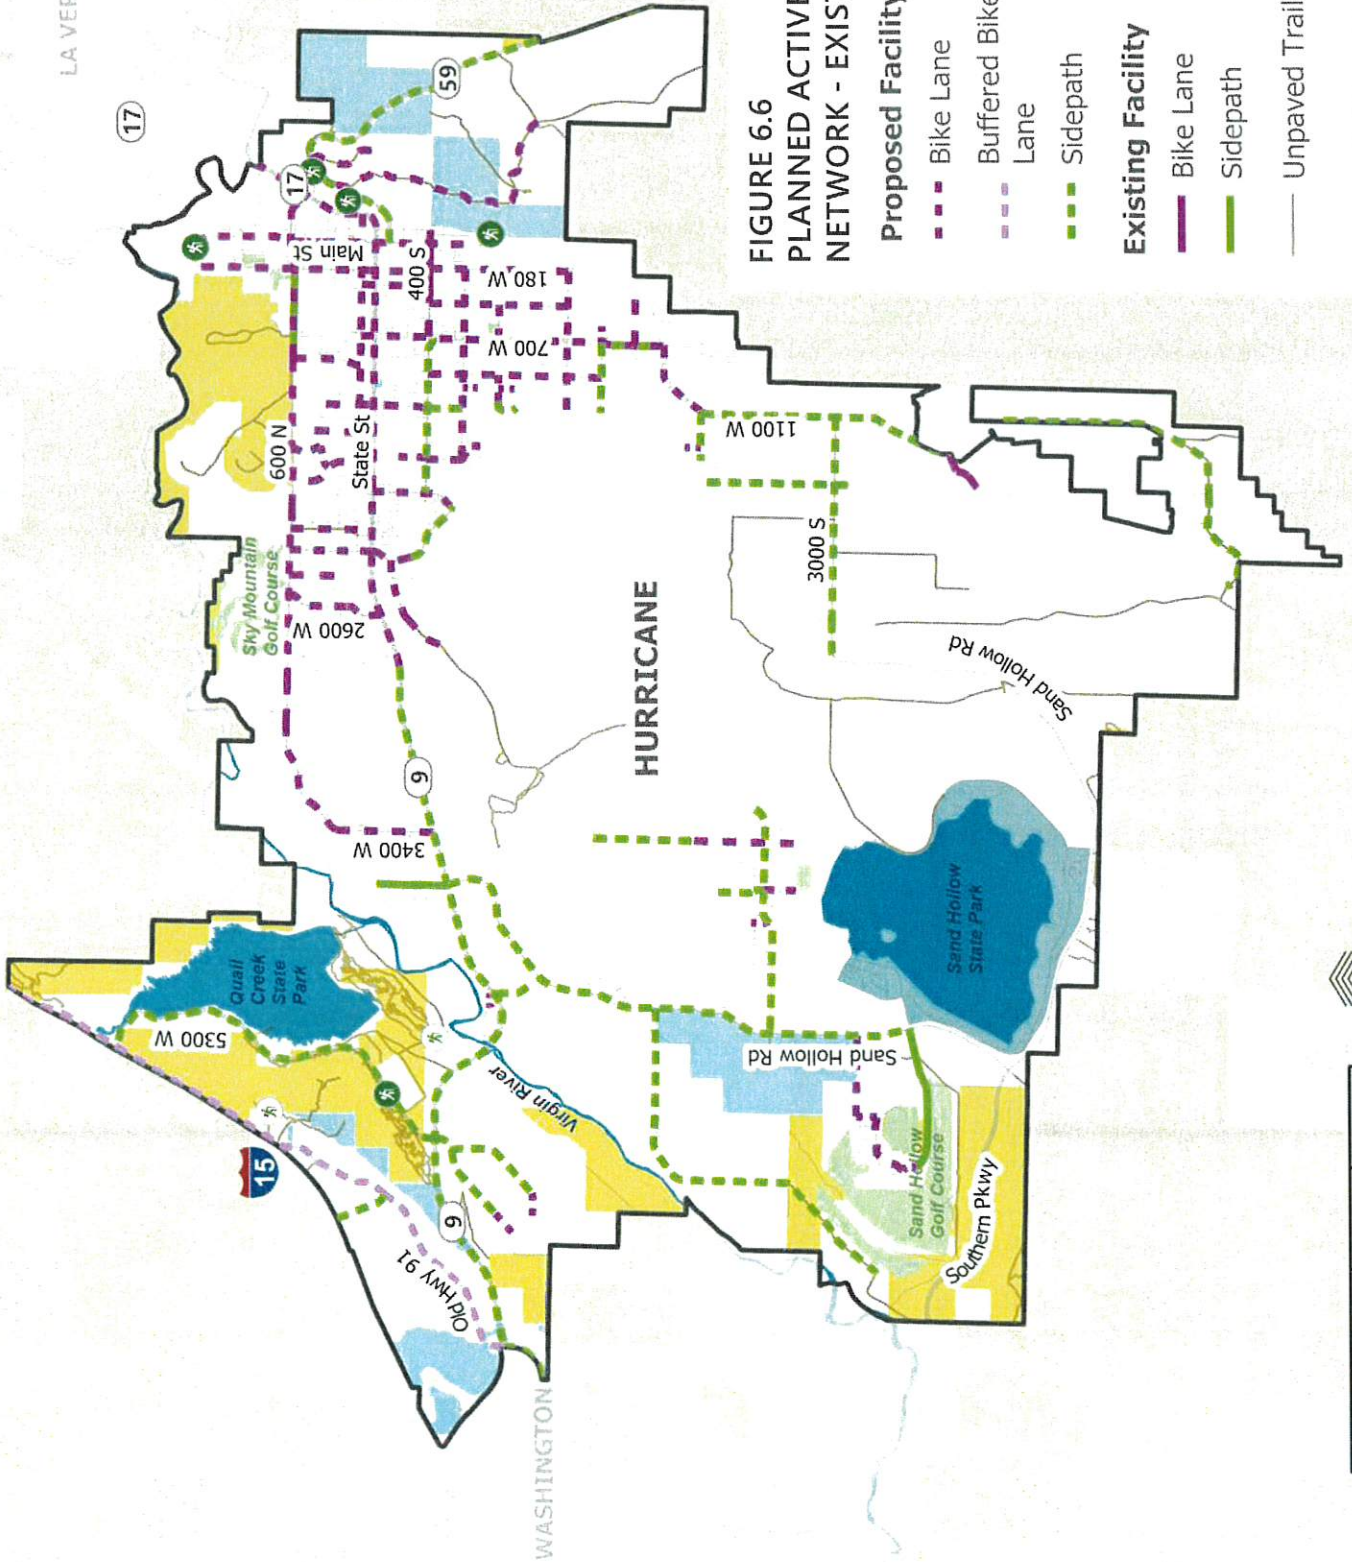 FIGURE 6.6
PLANNED ACTIVE
NETWORK - EXIST
Proposed Facility
Bike Lane
Buffered Bike
Lane
Sidepath
Existing Facility
Bike Lane
Sidepath
Unpaved Trail
WASHINGTON
Old Hwy 91
15
9
5300 W
Quail
Creek
State
Park
Virgin River
3400 W
9
Sky Mountain
Golf Course
2600 W
600 N
State St
Main St
17
17
59
400 S
180 W
700 W
1100 W
3000 S
HURRICANE
Sand Hollow Rd
Sand Hollow
State Park
Sand Hollow Rd
Sand Hollow
Golf Course
Southern Pkwy